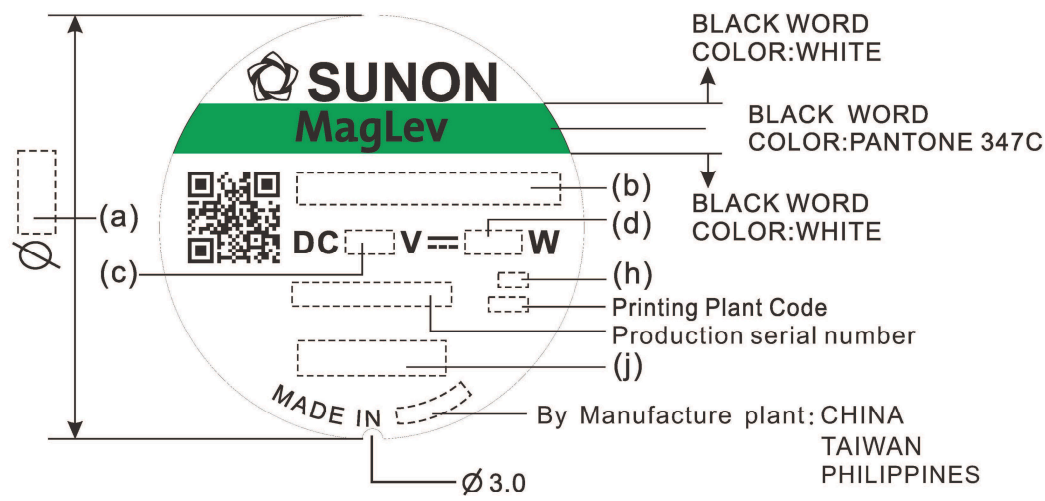 BLACK WORD
COLOR:WHITE
SUNON
MagLev
BLACK WORD
COLOR:PANTONE 347C
(a)
(b)
BLACK WORD
COLOR:WHITE
DC V W
(d)
(c)
(h)
Printing Plant Code
Production serial number
(j)
MADE IN
By Manufacture plant: CHINA
TAIWAN
PHILIPPINES
Ø
Ø 3.0